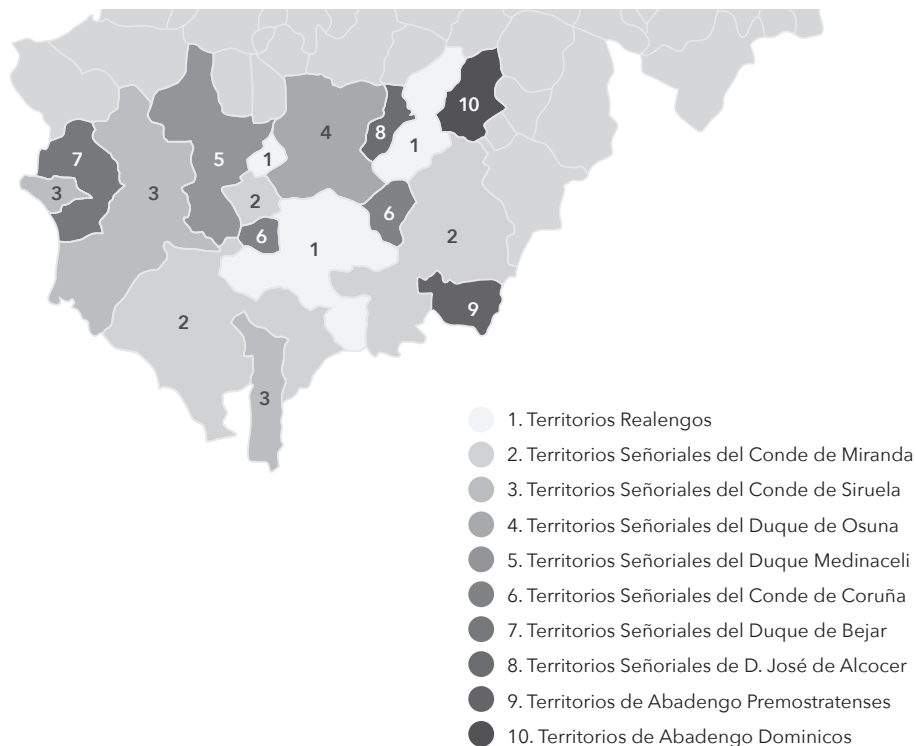 10
4
8
1
7
5
1
3
3
2
6
6
2
1
9
2
3
1. Territorios Realengos
2. Territorios Señoriales del Conde de Miranda
3. Territorios Señoriales del Conde de Siruela
4. Territorios Señoriales del Duque de Osuna
5. Territorios Señoriales del Duque Medinaceli
6. Territorios Señoriales del Conde de Coruña
7. Territorios Señoriales del Duque de Bejar
8. Territorios Señoriales de D. José de Alcocer
9. Territorios de Abadengo Premostratenses
10. Territorios de Abadengo Dominicos